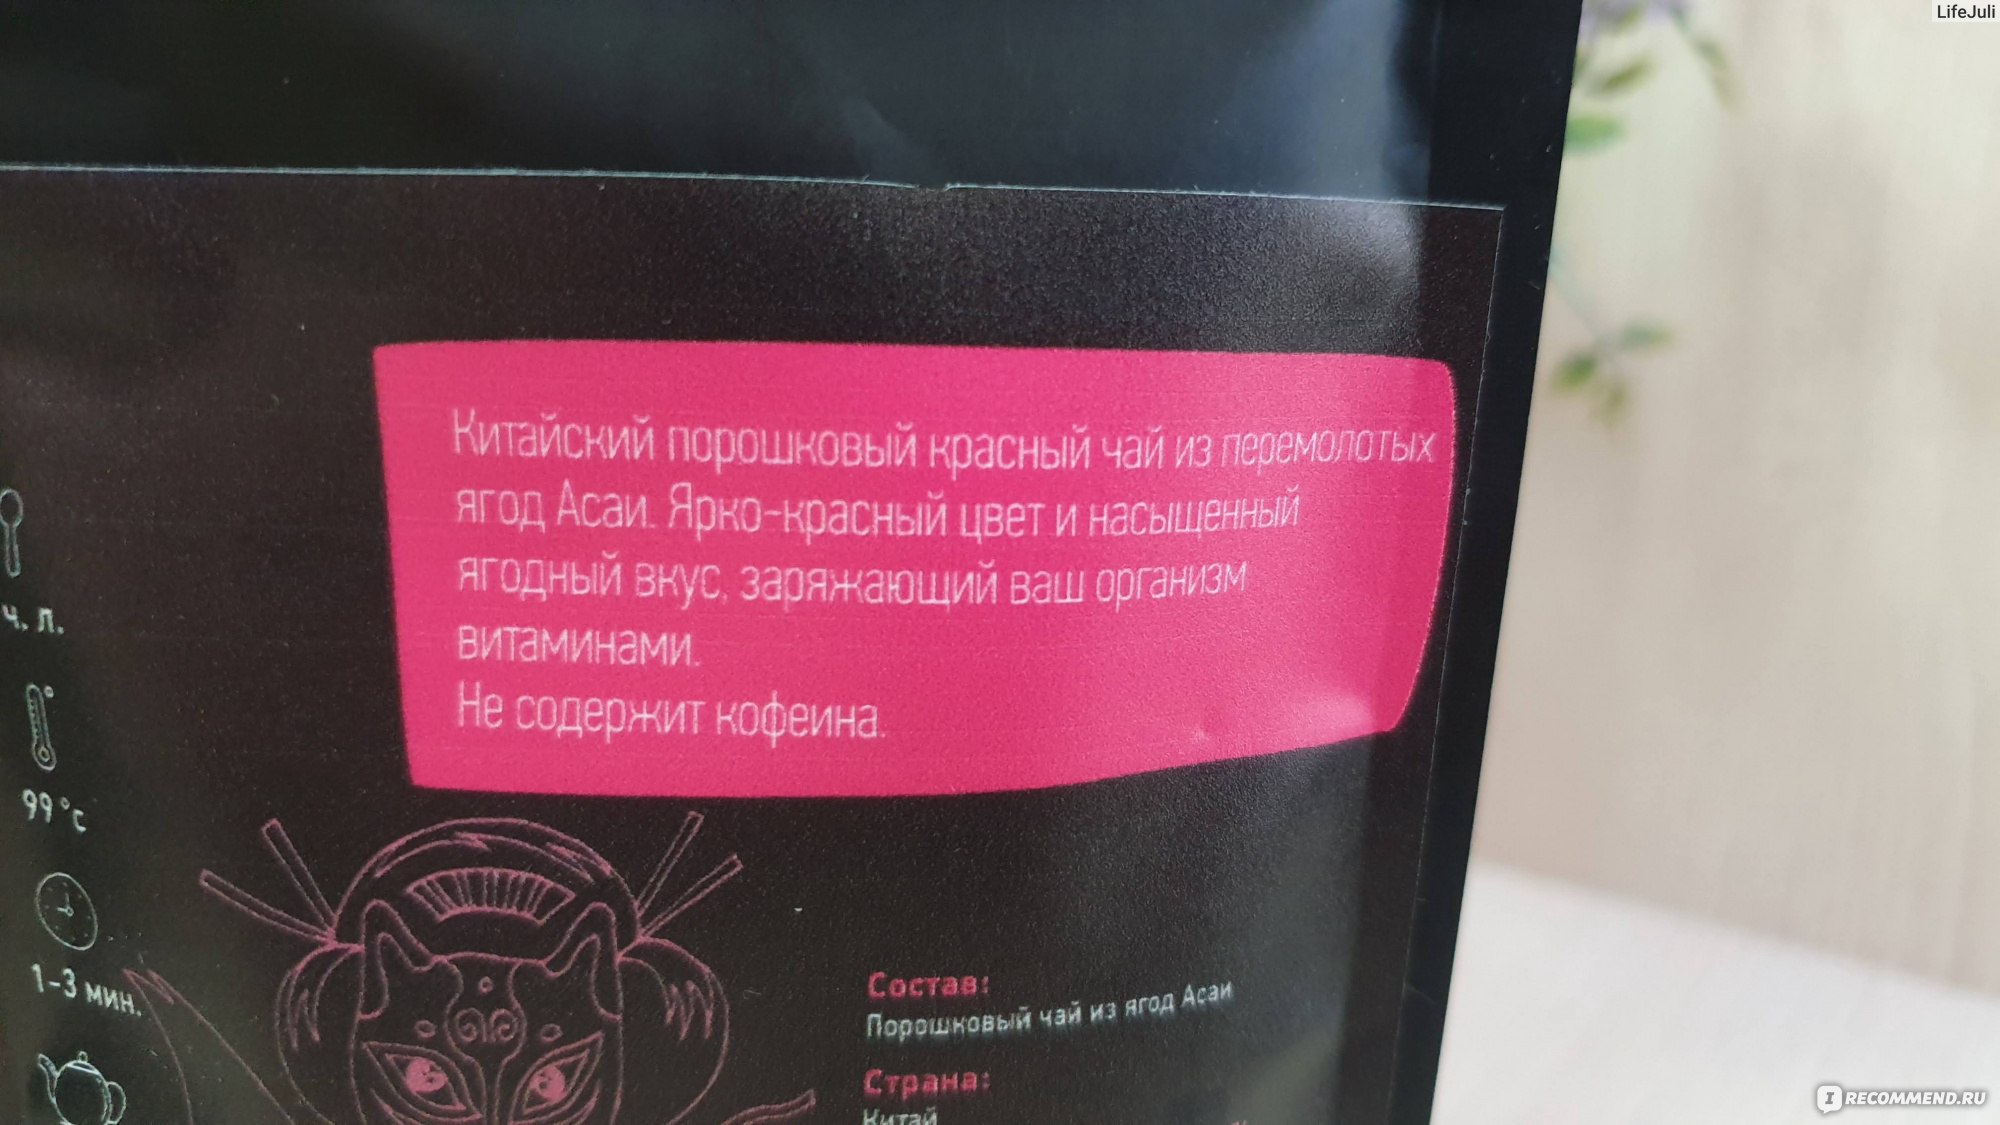 LifeJuli
Китайский порошковый красный чай из перемолотых
ягод Асаи. Ярко-красный цвет и насыщенный
ягодный вкус, заряжающий ваш организм
витаминами.
Не содержит кофеина.
ч. л.
99°c
1-3 мин.
Состав:
Порошковый чай из ягод Асаи
Страна:
Китай
I RECOMMEND.RU